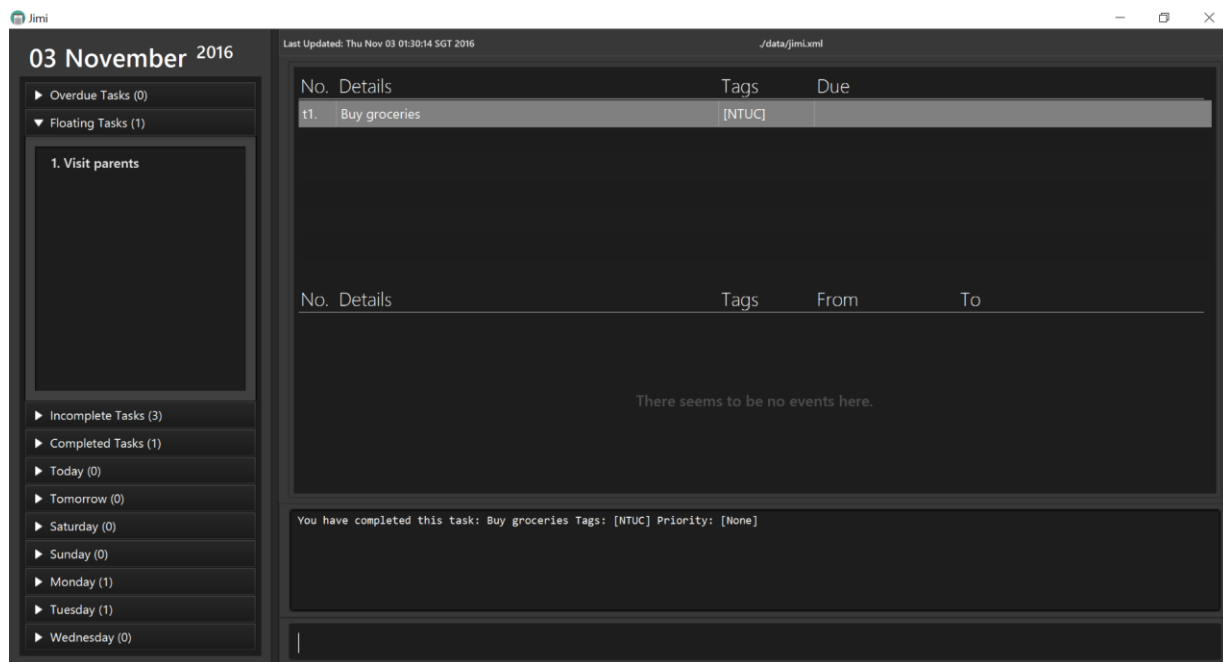 Jimi
03 November 2016
Overdue Tasks (0)
Floating Tasks (1)
1. Visit parents
Incomplete Tasks (3)
Completed Tasks (1)
Today (0)
Tomorrow (0)
Saturday (0)
Sunday (0)
Monday (1)
Tuesday (1)
Wednesday (0)
Last Updated: Thu Nov 03 01:30:14 SGT 2016 ./data/jimi.xml
No. Details Tags Due
t1. Buy groceries [NTUC]
No. Details Tags From To
There seems to be no events here.
You have completed this task: Buy groceries Tags: [NTUC] Priority: [None]